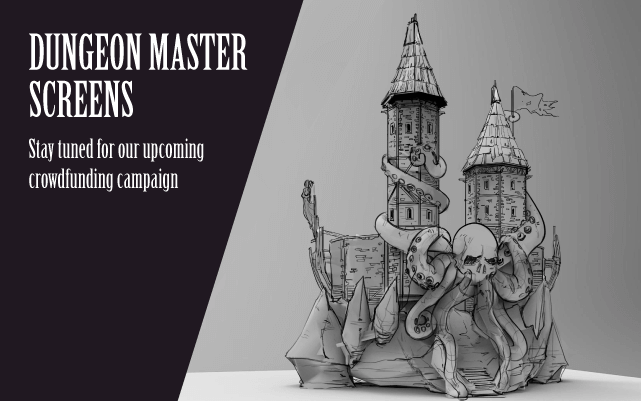 DUNGEON MASTER
SCREENS
Stay tuned for our upcoming
crowdfunding campaign